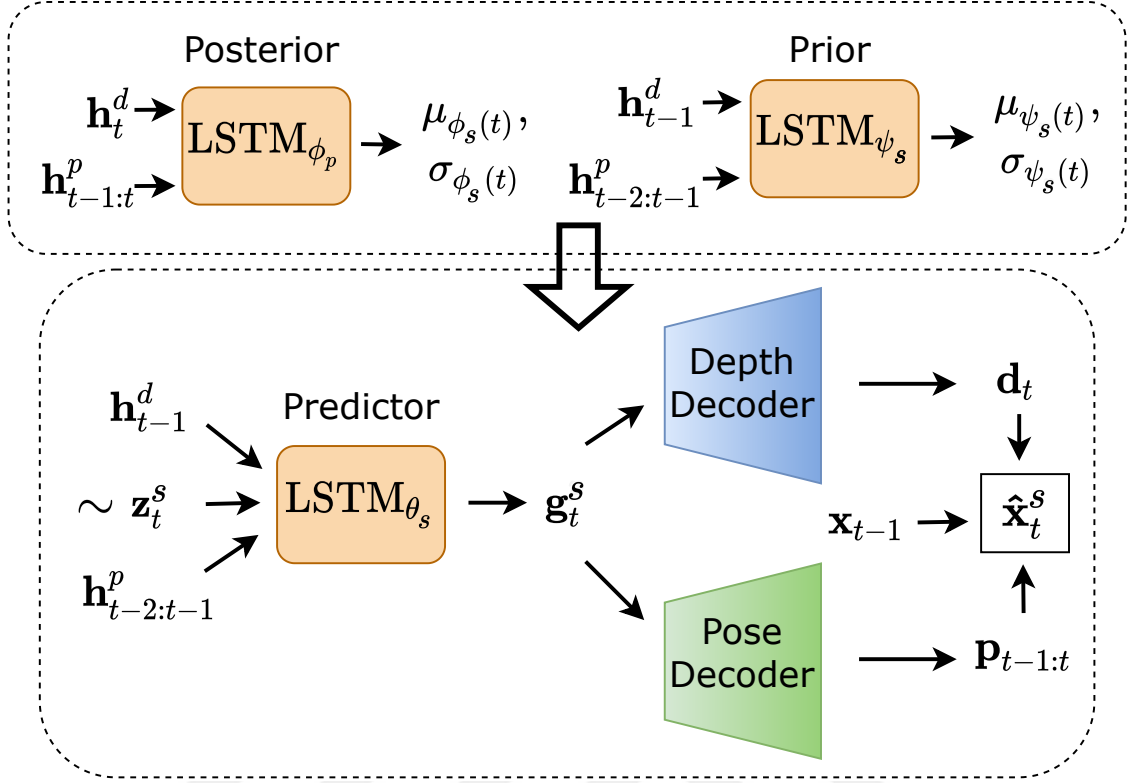 Posterior
Prior
𝐡_t^d
LSTM_{ϕ_p}
μ_{ϕ_s(t)},
σ_{ϕ_s(t)}
𝐡_{t−1:t}^p
𝐡_{t−1}^d
LSTM_{ψ_s}
μ_{ψ_s(t)},
σ_{ψ_s(t)}
𝐡_{t−2:t−1}^p
Predictor
𝐡_{t−1}^d
∼ 𝐳_t^s
𝐡_{t−2:t−1}^p
LSTM_{θ_s}
𝐠_t^s
Depth
Decoder
𝐝_t
𝐱_{t−1}
𝐱̂_t^s
Pose
Decoder
𝐩_{t−1:t}